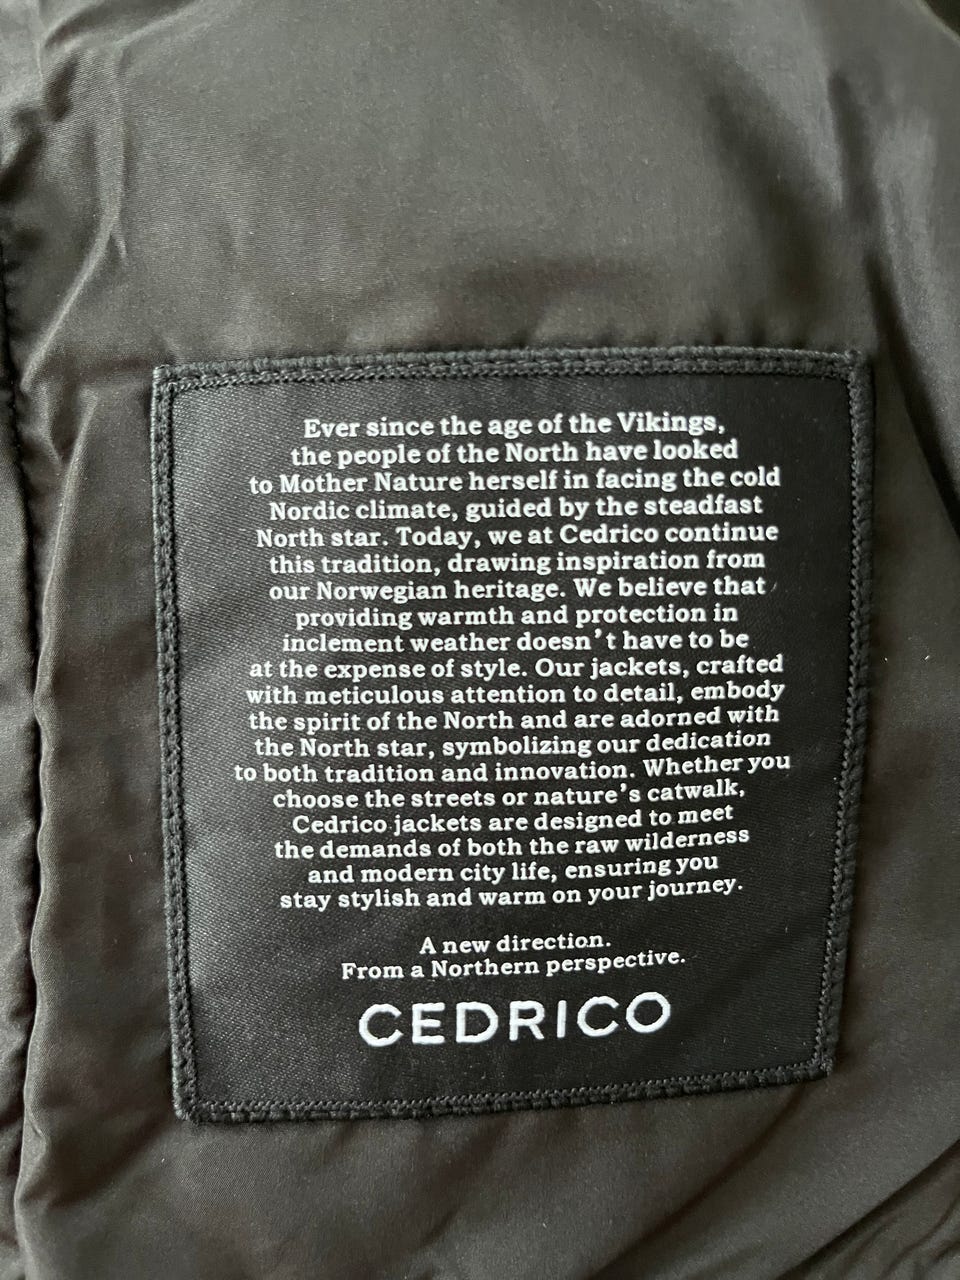 Ever since the age of the Vikings,
the people of the North have looked
to Mother Nature herself in facing the cold
Nordic climate, guided by the steadfast
North star. Today, we at Cedrico continue
this tradition, drawing inspiration from
our Norwegian heritage. We believe that
providing warmth and protection in
inclement weather doesn't have to be
at the expense of style. Our jackets, crafted
with meticulous attention to detail, embody
the spirit of the North and are adorned with
the North star, symbolizing our dedication
to both tradition and innovation. Whether you
choose the streets or nature's catwalk,
Cedrico jackets are designed to meet
the demands of both the raw wilderness
and modern city life, ensuring you
stay stylish and warm on your journey.
A new direction.
From a Northern perspective.
CEDRICO